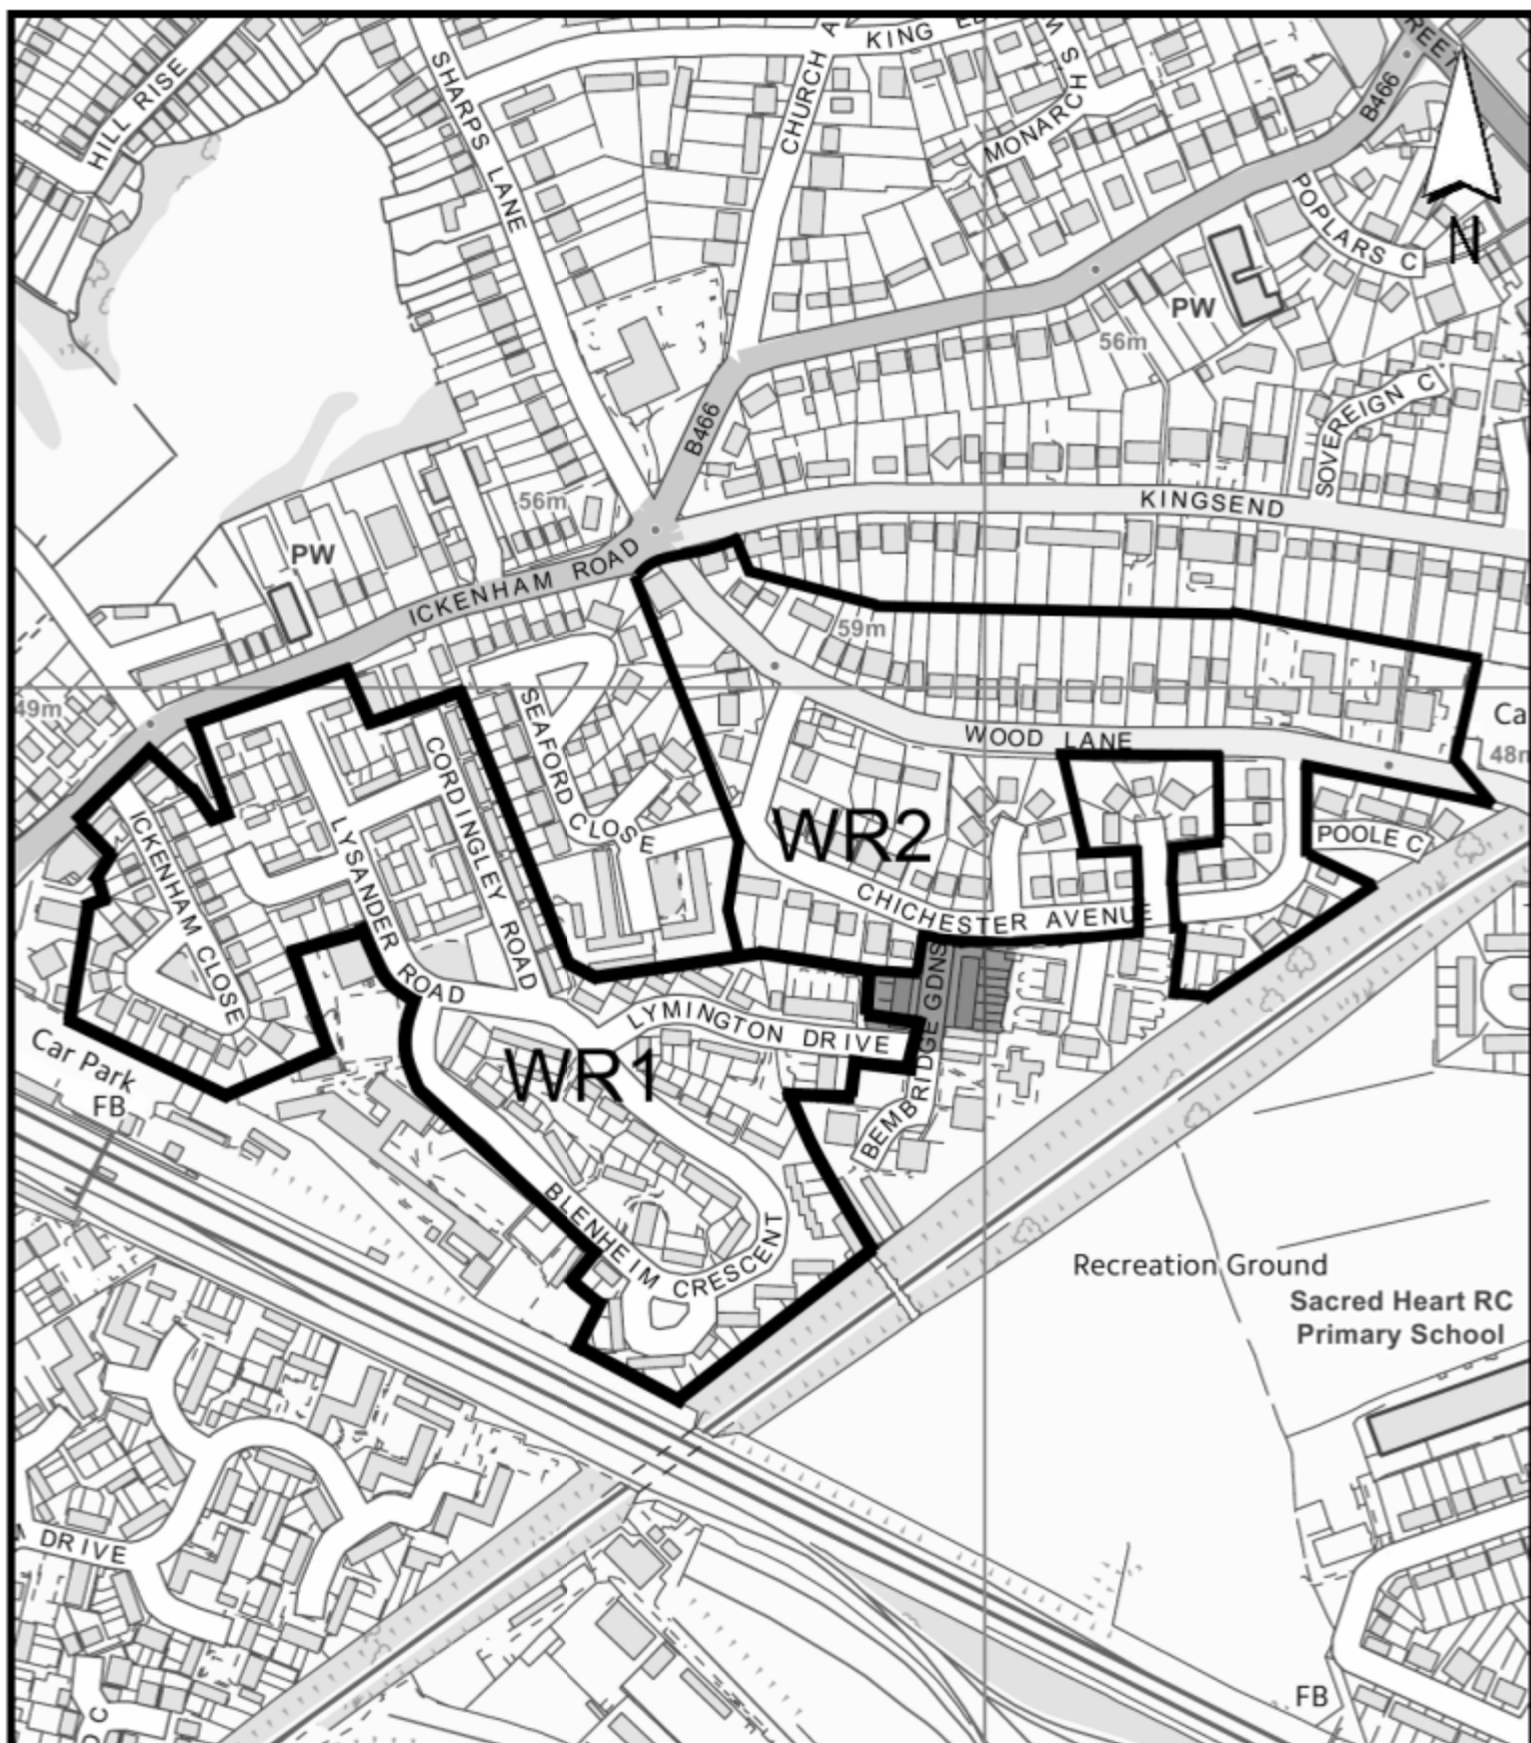 HILL RISE
SHARPS LANE
CHURCH A
KING
MONARCH'S
B466
REET
N
POPLARS C
PW
56m
SOVEREIGN C
B466
KINGSEND
56m
PW
ICKENHAM ROAD
59m
49m
SEAFORD CLOSE
CORDINGLEY ROAD
WOOD LANE
Ca
48m
WR2
POOLE C
ICKENHAM CLOSE
LYSANDER ROAD
CHICHESTER AVENUE
LYMINGTON DRIVE
BEMBRIDGE GDNS
Car Park
FB
WR1
BLENHEIM CRESCENT
Recreation Ground
Sacred Heart RC
Primary School
M DRIVE
FB